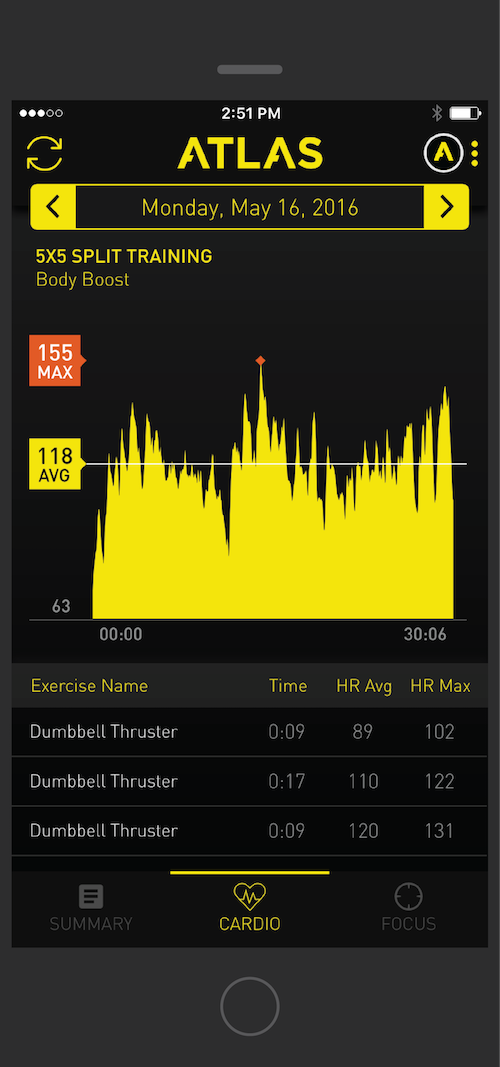 2:51 PM
ATLAS
A
Monday, May 16, 2016
5X5 SPLIT TRAINING
Body Boost
155
MAX
118
AVG
63
00:00 30:06
Exercise Name Time HR Avg HR Max
Dumbbell Thruster 0:09 89 102
Dumbbell Thruster 0:17 110 122
Dumbbell Thruster 0:09 120 131
SUMMARY CARDIO FOCUS